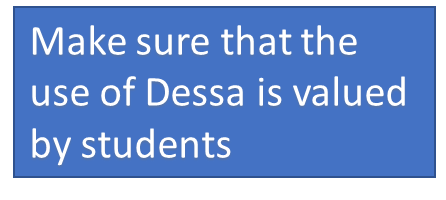 Make sure that the
use of Dessa is valued
by students